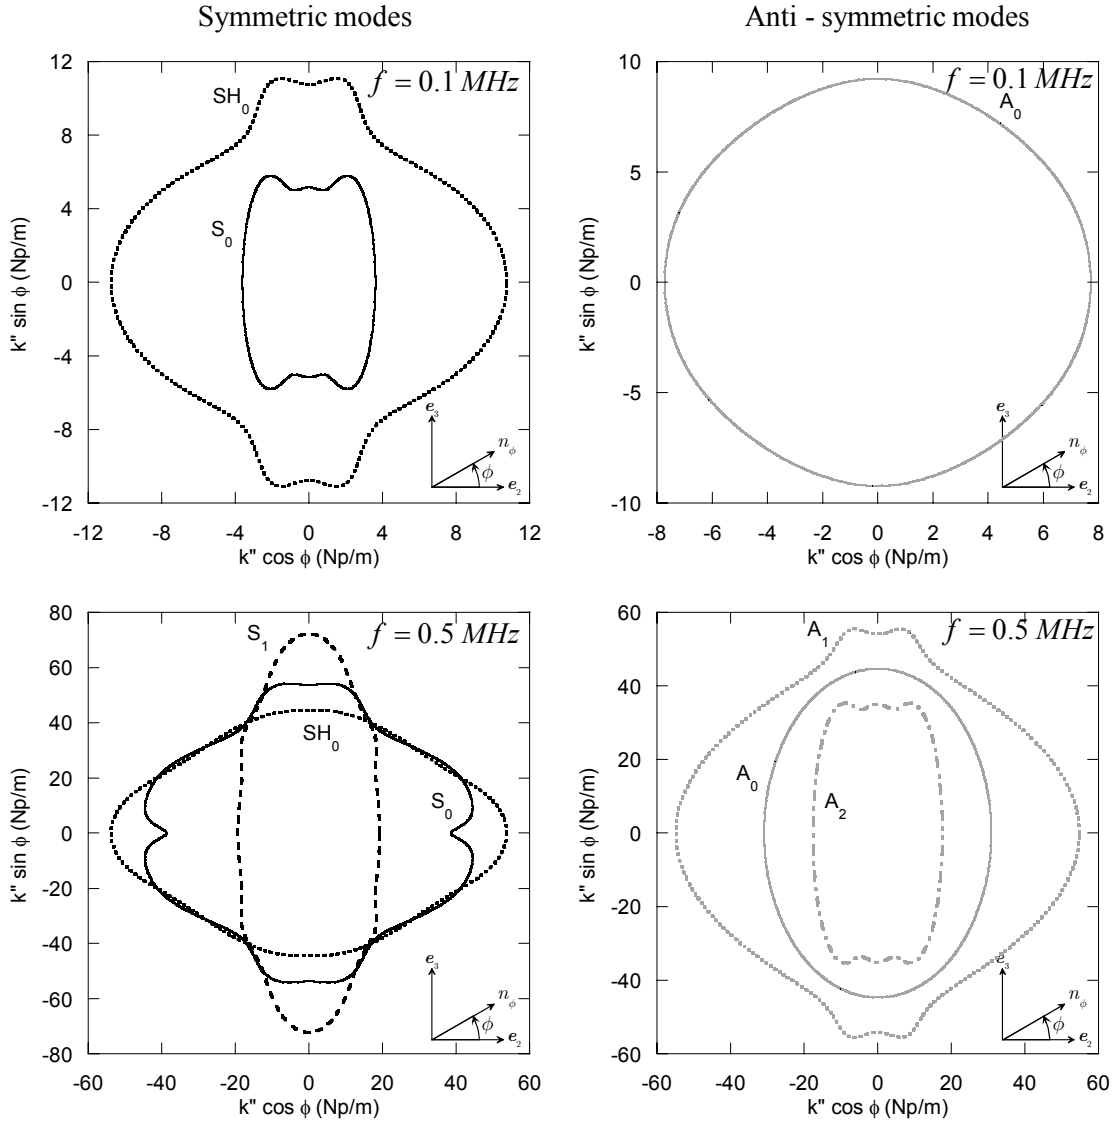 Symmetric modes
Anti - symmetric modes
12
8
4
0
-4
-8
-12
-12 -8 -4 0 4 8 12
k" sin ϕ (Np/m)
k" cos ϕ (Np/m)
f = 0.1 MHz
SH0
S0
e3
nϕ
ϕ
e2
10
5
0
-5
-10
-8 -6 -4 -2 0 2 4 6 8
k" sin ϕ (Np/m)
k" cos ϕ (Np/m)
f = 0.1 MHz
A0
e3
nϕ
ϕ
e2
80
60
40
20
0
-20
-40
-60
-80
-80 -60 -40 -20 0 20 40 60 80
k" sin ϕ (Np/m)
k" cos ϕ (Np/m)
f = 0.5 MHz
S1
SH0
S0
e3
nϕ
ϕ
e2
60
40
20
0
-20
-40
-60
-60 -40 -20 0 20 40 60
k" sin ϕ (Np/m)
k" cos ϕ (Np/m)
f = 0.5 MHz
A1
A0
A2
e3
nϕ
ϕ
e2